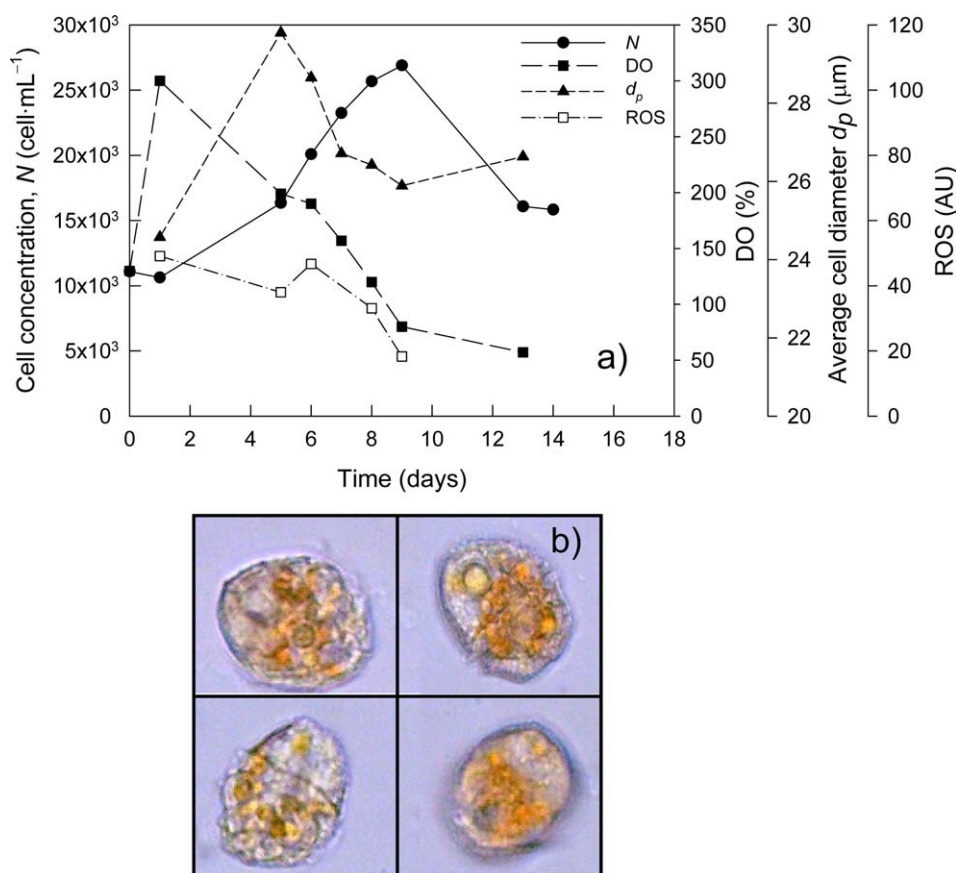 a)
N
DO
dp
ROS
Cell concentration, N (cell·mL⁻¹)
30x10³
25x10³
20x10³
15x10³
10x10³
5x10³
0
0 2 4 6 8 10 12 14 16 18
Time (days)
350
300
250
200
150
100
50
0
DO (%)
30
28
26
24
22
20
Average cell diameter dp (μm)
120
100
80
60
40
20
0
ROS (AU)
b)